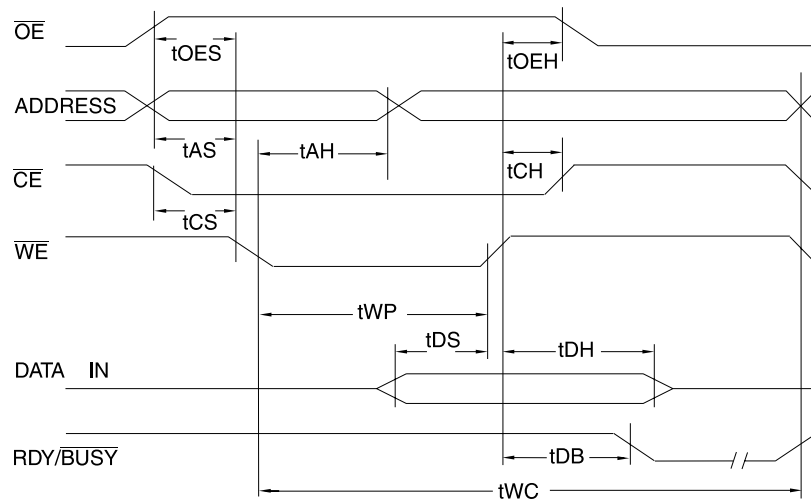 OE
tOES
tOEH
ADDRESS
tAS
tAH
tCH
CE
tCS
WE
tWP
tDS
tDH
DATA IN
RDY/BUSY
tDB
tWC